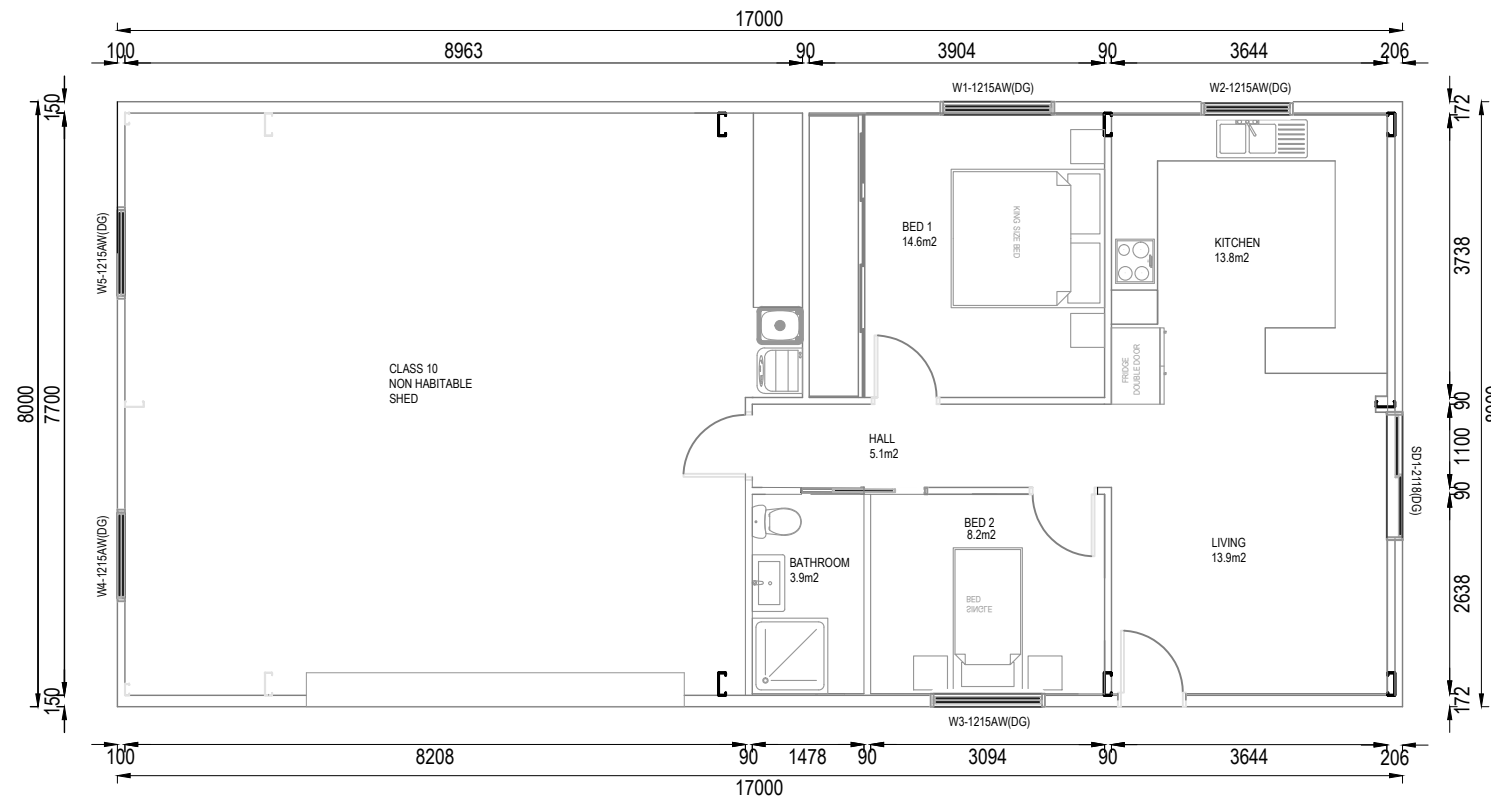 17000
100
8963
90
3904
90
3644
206
W1-1215AW(DG)
W2-1215AW(DG)
150
172
W5-1215AW(DG)
BED 1
14.6m2
KING SIZE BED
KITCHEN
13.8m2
3738
CLASS 10
NON HABITABLE
SHED
FRIDGE
DOUBLE DOOR
8000
7700
90
HALL
5.1m2
1100
SD1-2118(DG)
90
W4-1215AW(DG)
BED 2
8.2m2
BATHROOM
3.9m2
LIVING
13.9m2
SINGLE
BED
2638
150
172
W3-1215AW(DG)
100
8208
90
1478
90
3094
90
3644
206
17000